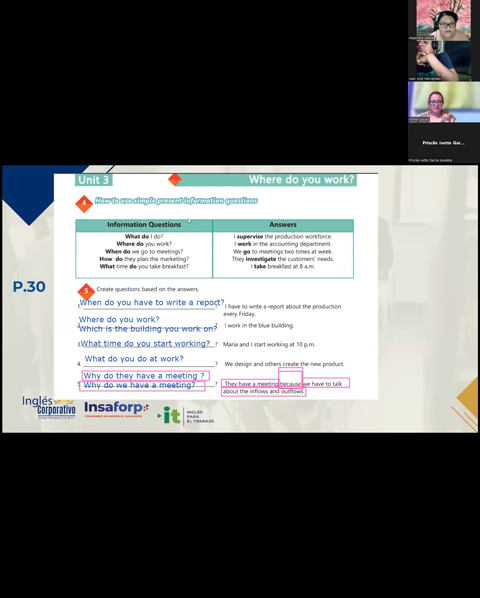 Priscila Ivette Gar...
Priscila Ivette Garcia
Unit 3
Where do you work?
4
How to use simple present information questions
Information Questions
Answers
What do I do?
I supervise the production workforce.
Where do you work?
I work in the accounting department.
When do you go to meetings?
We go to meetings two times at week.
How do they plan the marketing?
They investigate the customers' needs.
What time do you take breakfast?
I take breakfast at 8 a.m.
P.30
5
Create questions based on the answers.
When do you have to write a report?
1.
I have to write a report about the production
every Friday.
Where do you work?
Which is the building you work on?
2.
?
I work in the blue building.
3.
What time do you start working?
?
Maria and I start working at 10 p.m.
What do you do at work?
4.
?
We design and others create the new product.
Why do they have a meeting ?
Why do we have a meeting?
5.
?
They have a meeting because we have to talk
about the inflows and outflows.
Inglés
Corporativo
Insaforp
it
INGLÉS
PARA
EL TRABAJO